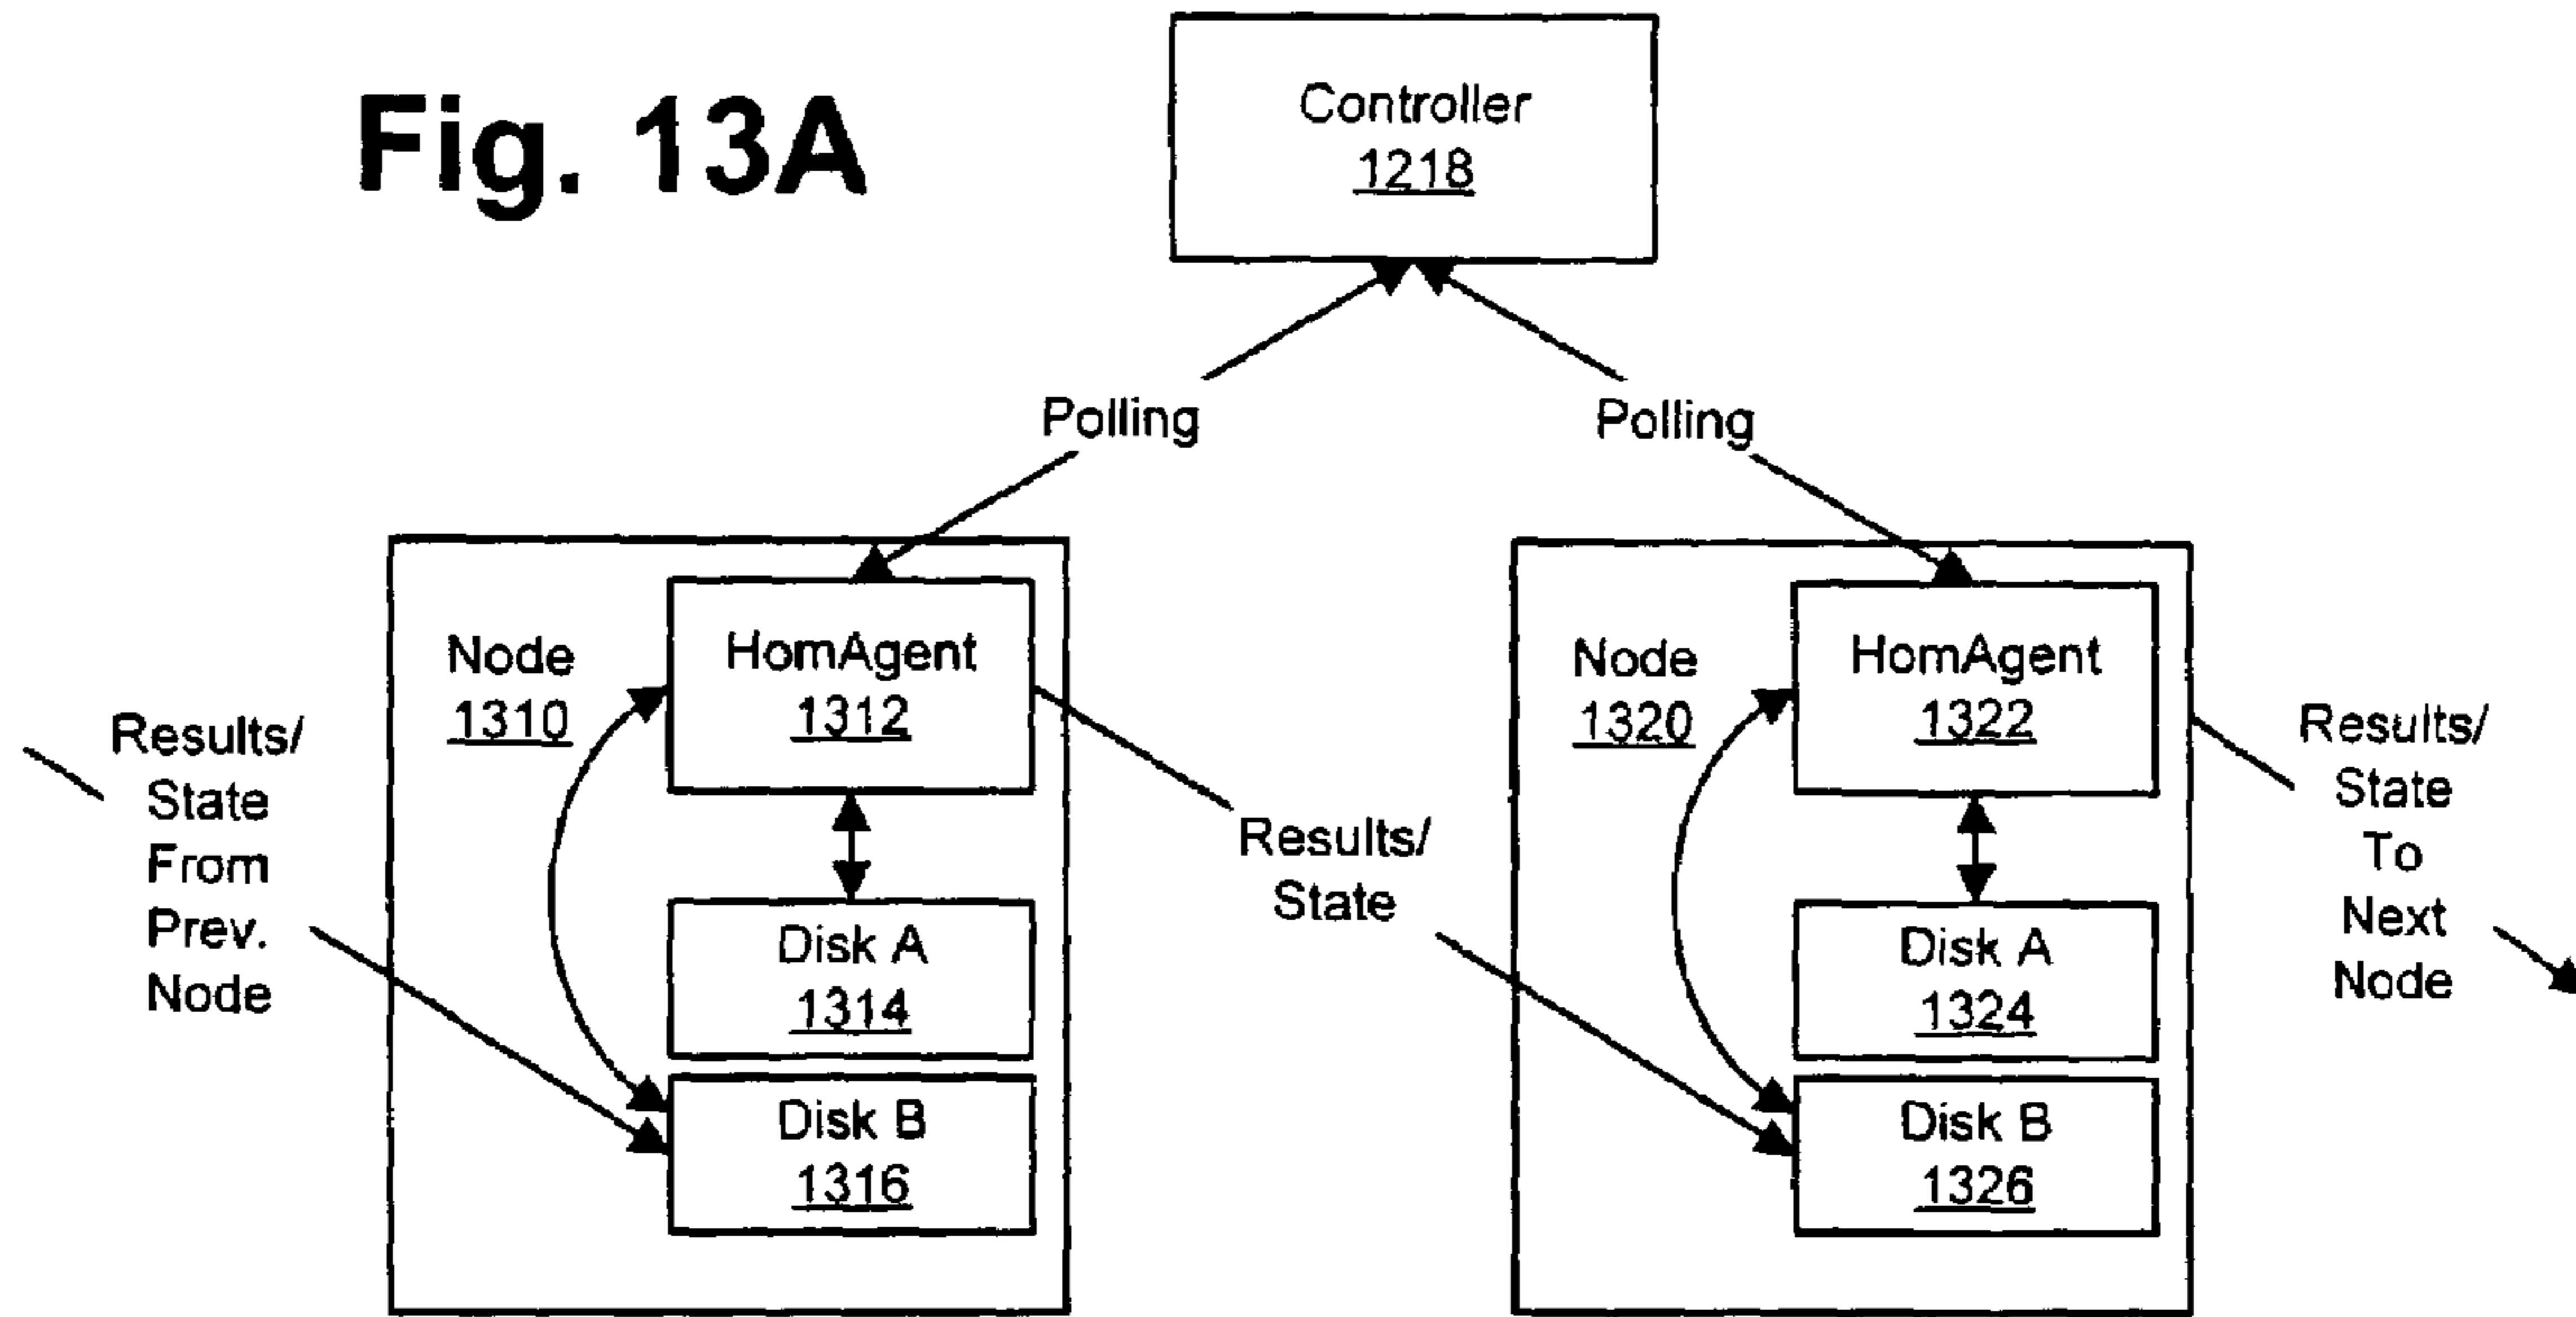 Fig. 13A
Controller
1218
Polling
Polling
Node
1310
HomAgent
1312
Disk A
1314
Disk B
1316
Results/
State
From
Prev.
Node
Results/
State
Node
1320
HomAgent
1322
Disk A
1324
Disk B
1326
Results/
State
To
Next
Node